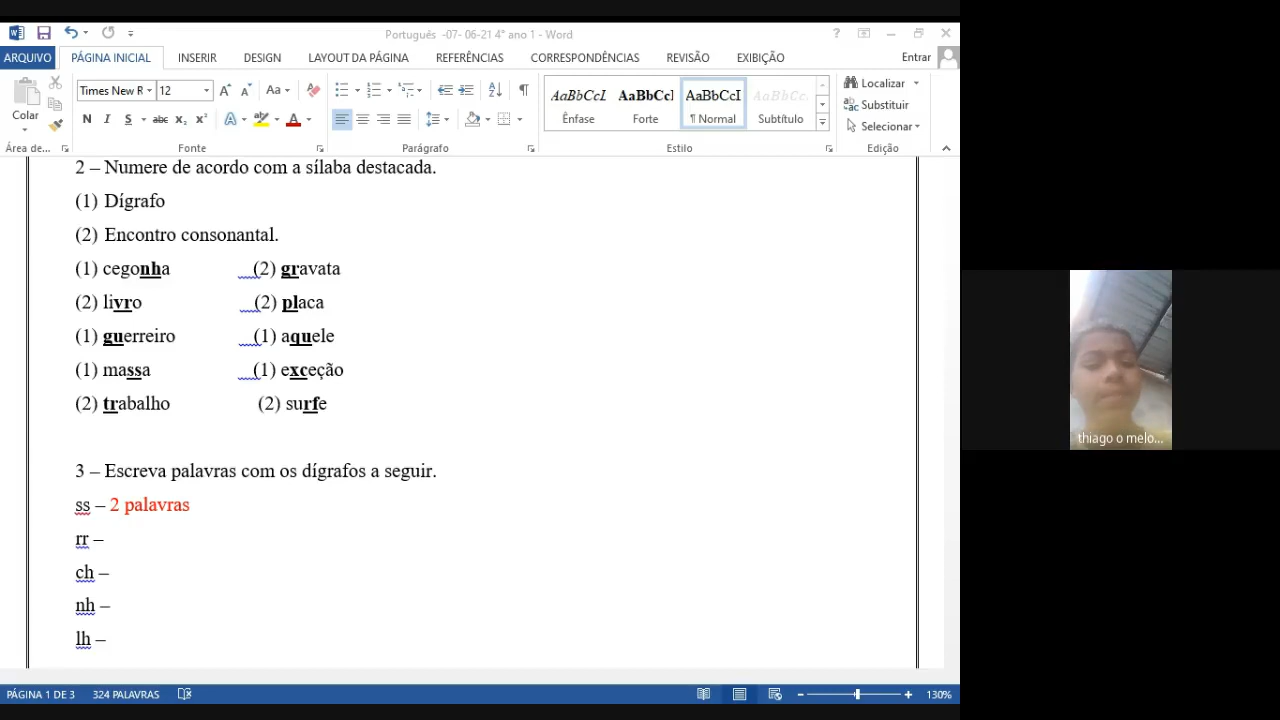 Português -07- 06-21 4° ano 1 - Word
ARQUIVO PÁGINA INICIAL INSERIR DESIGN LAYOUT DA PÁGINA REFERÊNCIAS CORRESPONDÊNCIAS REVISÃO EXIBIÇÃO Entrar
Colar
Times New R 12 Aa
N I S abc x₂ x² A A
AaBbCcI AaBbCcI AaBbCcI AaBbCc
Ênfase Forte ¶ Normal Subtítulo
Localizar
Substituir
Selecionar
Área de... Fonte Parágrafo Estilo Edição
2 – Numere de acordo com a sílaba destacada.
(1) Dígrafo
(2) Encontro consonantal.
(1) cegonha (2) gravata
(2) livro (2) placa
(1) guerreiro (1) aquele
(1) massa (1) exceção
(2) trabalho (2) surfe
3 – Escreva palavras com os dígrafos a seguir.
ss – 2 palavras
rr –
ch –
nh –
lh –
thiago o melo...
PÁGINA 1 DE 3 324 PALAVRAS 130%